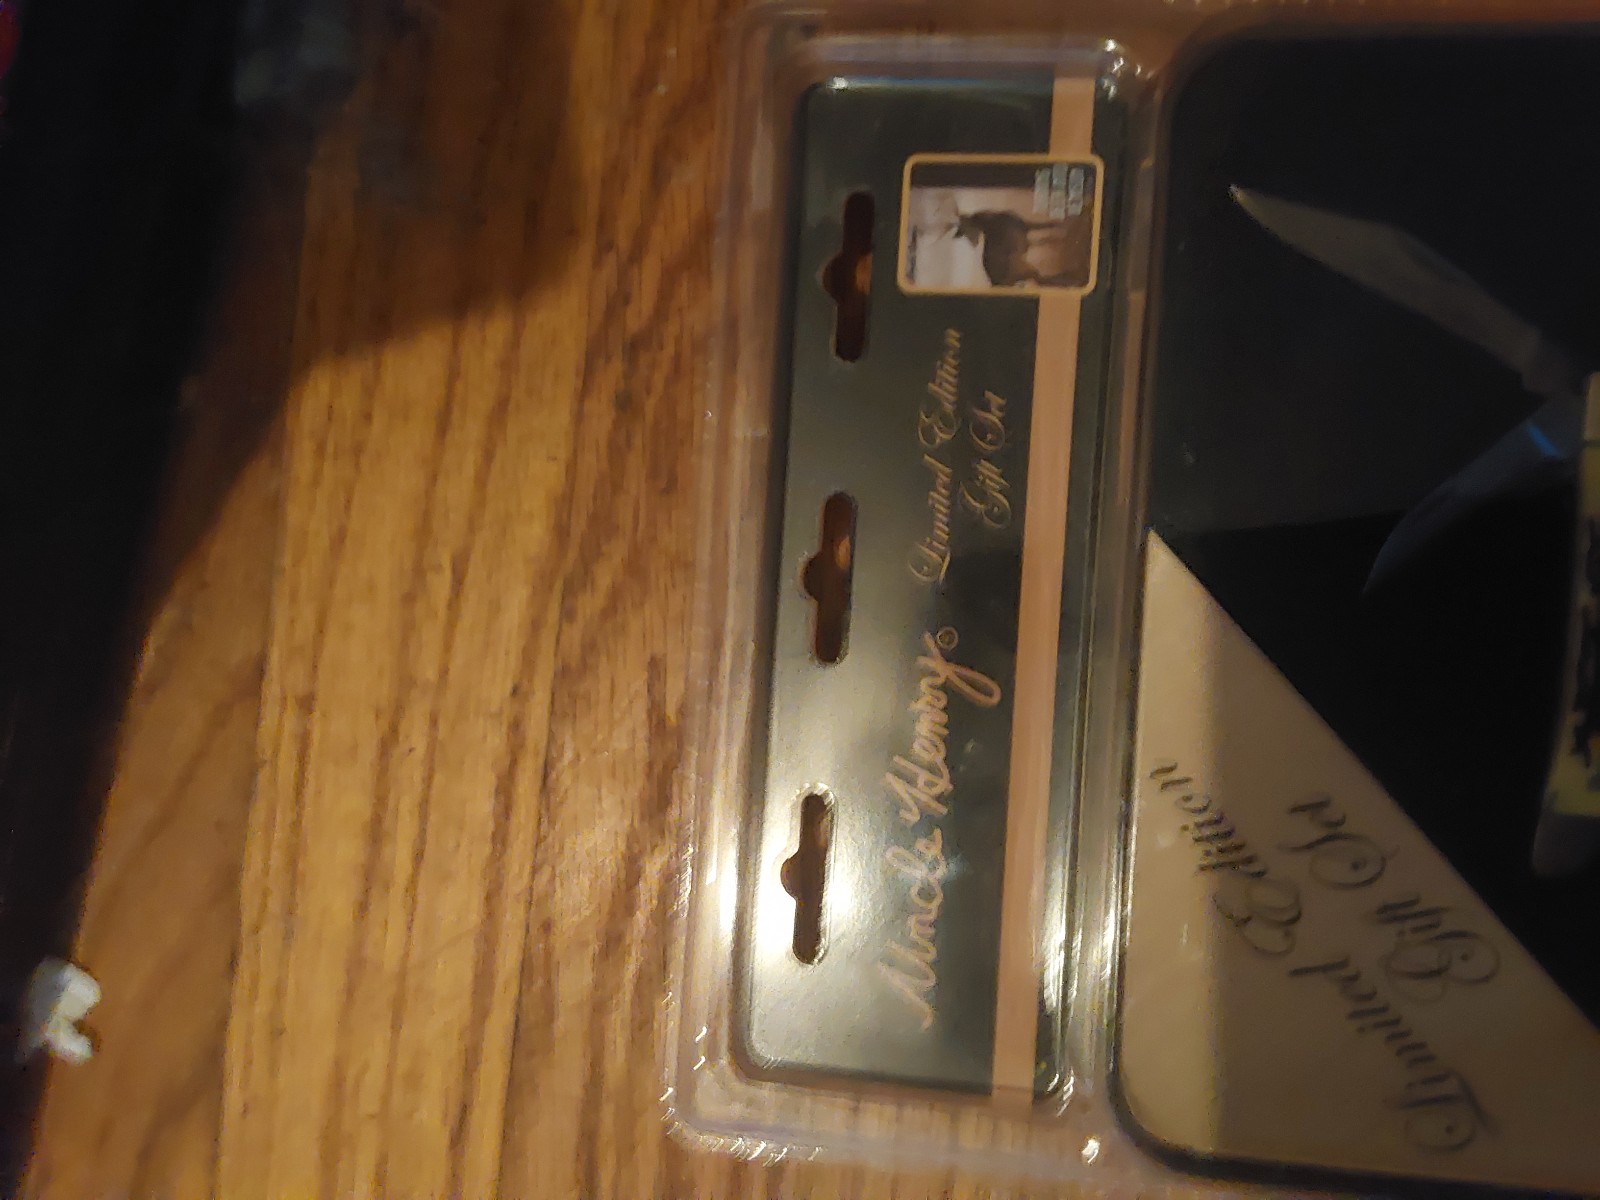 Uncle Henry®
Limited Edition
Gift Set
Limited
Edition
Gift Set